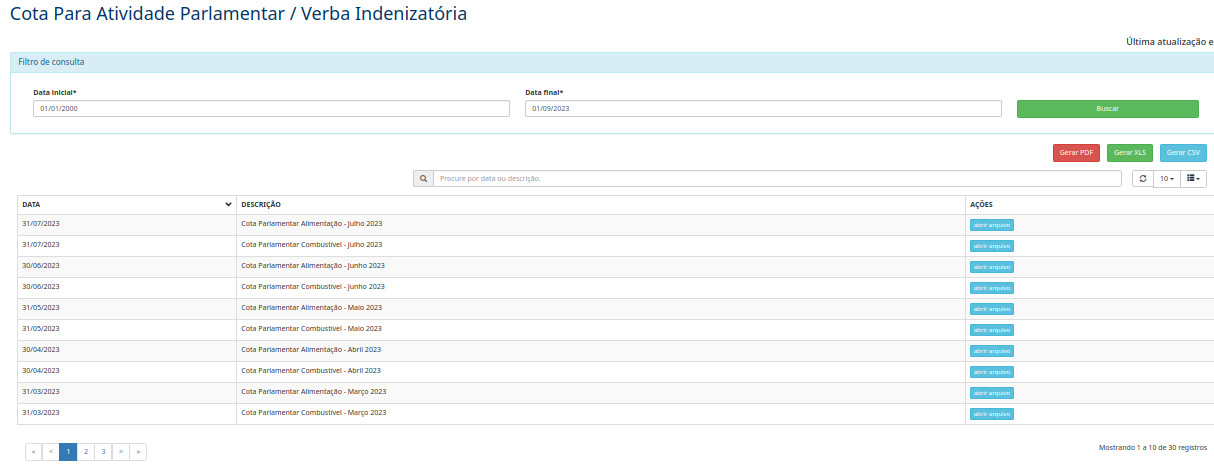 Cota Para Atividade Parlamentar / Verba Indenizatória
Última atualização e
Filtro de consulta
Data inicial* Data final*
01/01/2000 01/09/2023 Buscar
Gerar PDF Gerar XLS Gerar CSV
Procure por data ou descrição. 10
DATA DESCRIÇÃO AÇÕES
31/07/2023 Cota Parlamentar Alimentação - Julho 2023 abrir arquivo
31/07/2023 Cota Parlamentar Combustível - Julho 2023 abrir arquivo
30/06/2023 Cota Parlamentar Alimentação - Junho 2023 abrir arquivo
30/06/2023 Cota Parlamentar Combustível - Junho 2023 abrir arquivo
31/05/2023 Cota Parlamentar Alimentação - Maio 2023 abrir arquivo
31/05/2023 Cota Parlamentar Combustível - Maio 2023 abrir arquivo
30/04/2023 Cota Parlamentar Alimentação - Abril 2023 abrir arquivo
30/04/2023 Cota Parlamentar Combustível - Abril 2023 abrir arquivo
31/03/2023 Cota Parlamentar Alimentação - Março 2023 abrir arquivo
31/03/2023 Cota Parlamentar Combustível - Março 2023 abrir arquivo
« < 1 2 3 > » Mostrando 1 a 10 de 30 registros